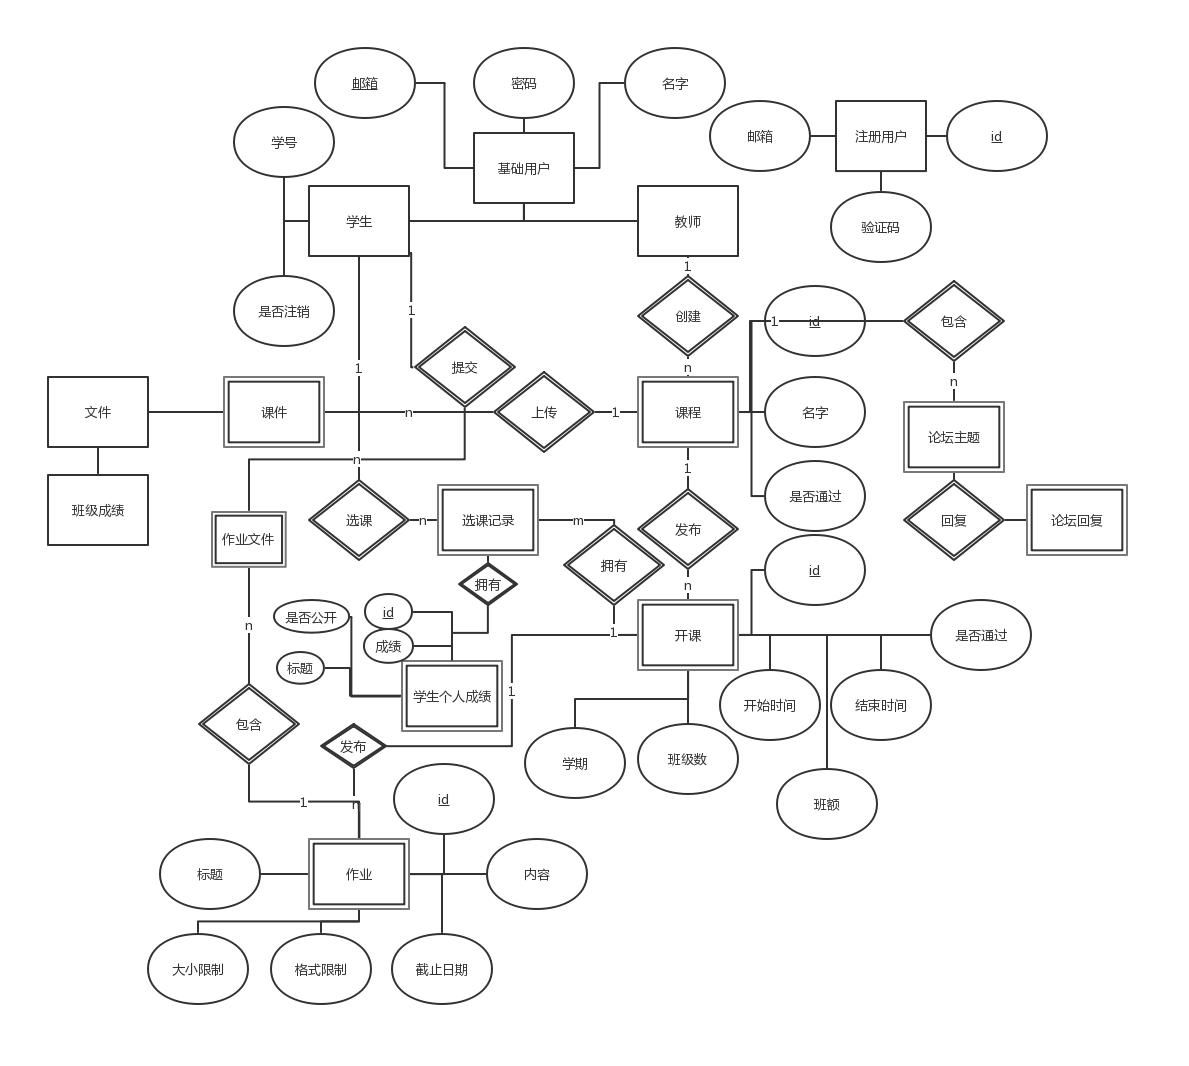 邮箱
密码
名字
学号
邮箱
注册用户
id
基础用户
学生
教师
验证码
1
是否注销
1
创建
1
id
包含
提交
1
n
n
文件
课件
n
上传
1
课程
名字
论坛主题
n
1
是否通过
班级成绩
选课
n
选课记录
m
发布
回复
论坛回复
作业文件
拥有
拥有
n
id
是否公开
id
n
1
开课
是否通过
成绩
标题
学生个人成绩
1
开始时间
结束时间
包含
发布
学期
班级数
1
n
id
班额
标题
作业
内容
大小限制
格式限制
截止日期